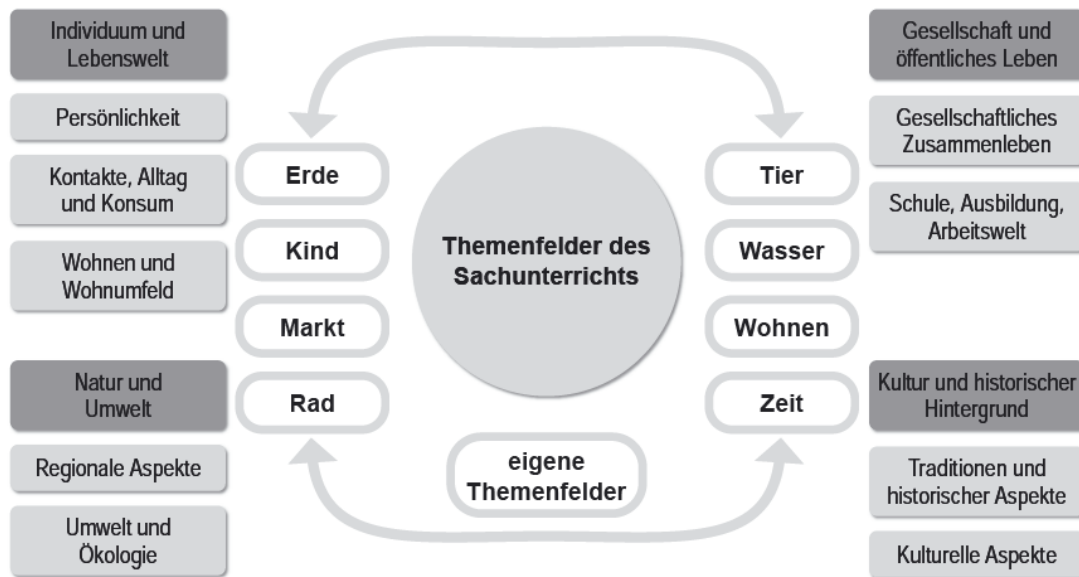 Individuum und
Lebenswelt
Persönlichkeit
Kontakte, Alltag
und Konsum
Wohnen und
Wohnumfeld
Natur und
Umwelt
Regionale Aspekte
Umwelt und
Ökologie
Erde
Kind
Markt
Rad
Themenfelder des
Sachunterrichts
eigene
Themenfelder
Tier
Wasser
Wohnen
Zeit
Gesellschaft und
öffentliches Leben
Gesellschaftliches
Zusammenleben
Schule, Ausbildung,
Arbeitswelt
Kultur und historischer
Hintergrund
Traditionen und
historischer Aspekte
Kulturelle Aspekte